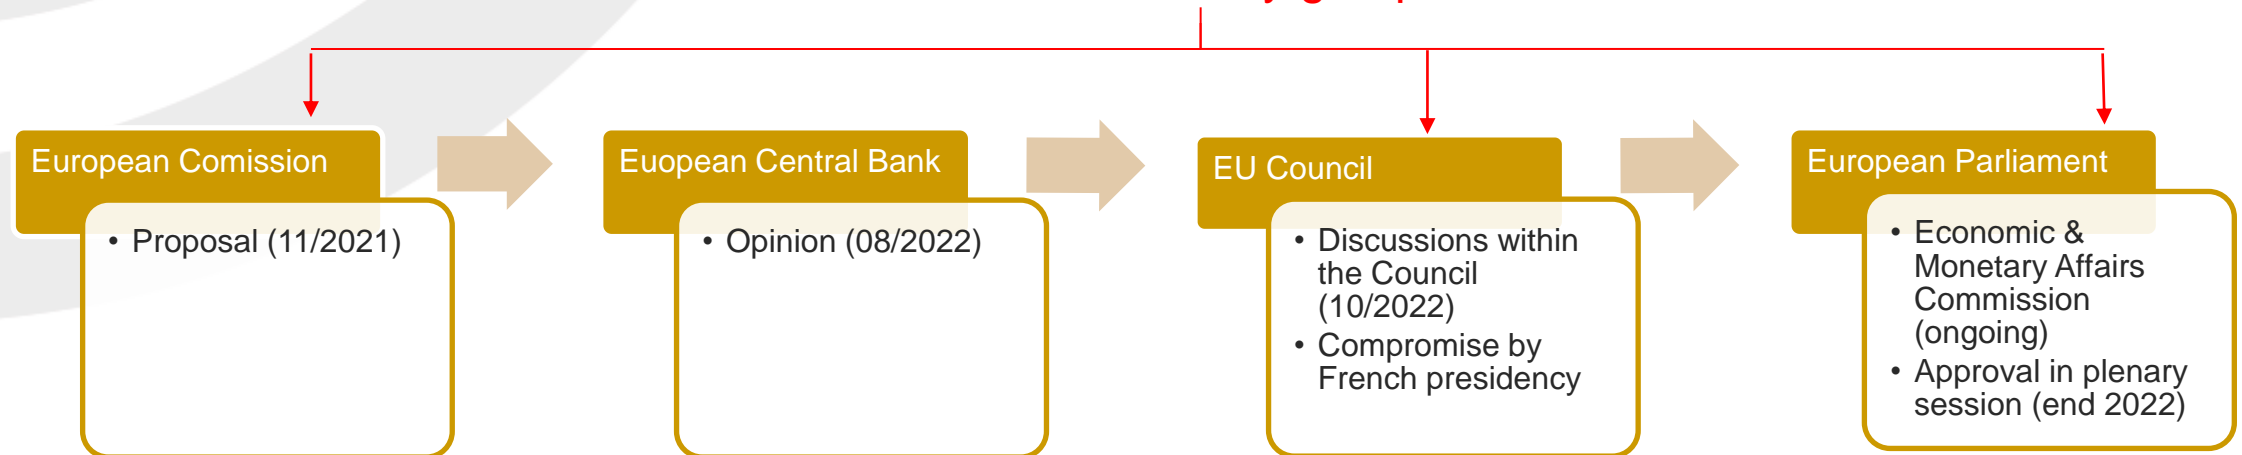 European Comission
• Proposal (11/2021)
Euopean Central Bank
• Opinion (08/2022)
EU Council
• Discussions within
the Council
(10/2022)
• Compromise by
French presidency
European Parliament
• Economic &
Monetary Affairs
Commission
(ongoing)
• Approval in plenary
session (end 2022)